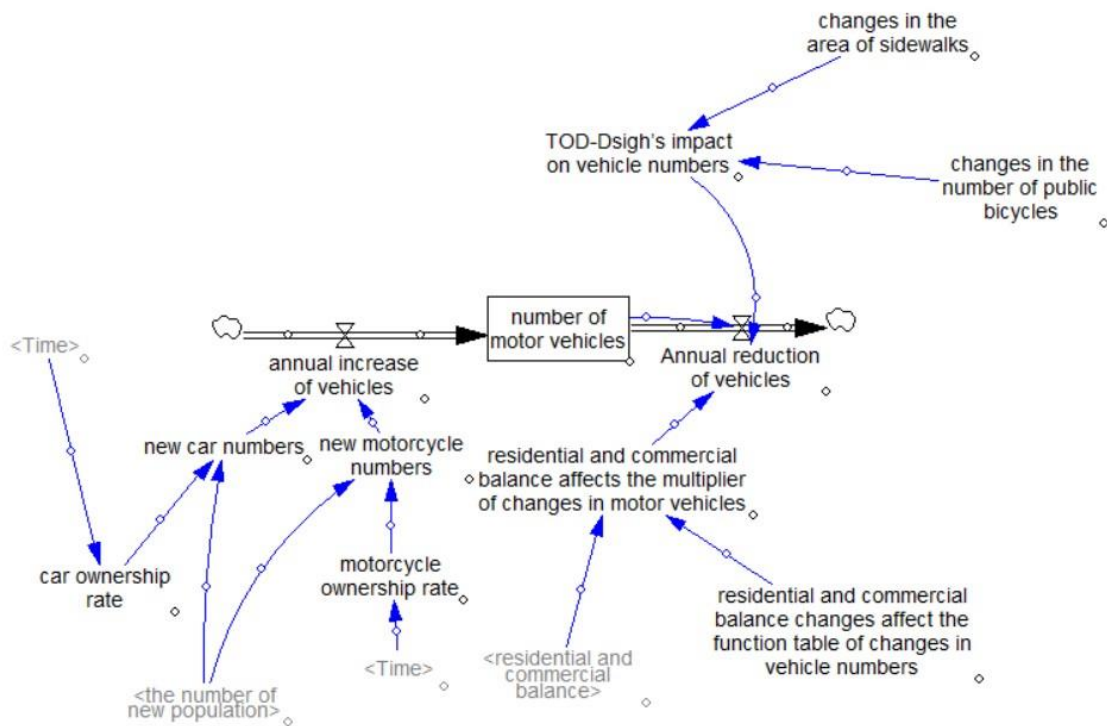 changes in the
area of sidewalks
TOD-Dsigh's impact
on vehicle numbers
changes in the
number of public
bicycles
number of
motor vehicles
<Time>
annual increase
of vehicles
Annual reduction
of vehicles
new car numbers
new motorcycle
numbers
residential and commercial
balance affects the multiplier
of changes in motor vehicles
car ownership
rate
motorcycle
ownership rate
residential and commercial
balance changes affect the
function table of changes in
vehicle numbers
<Time>
<residential and
commercial
balance>
<the number of
new population>